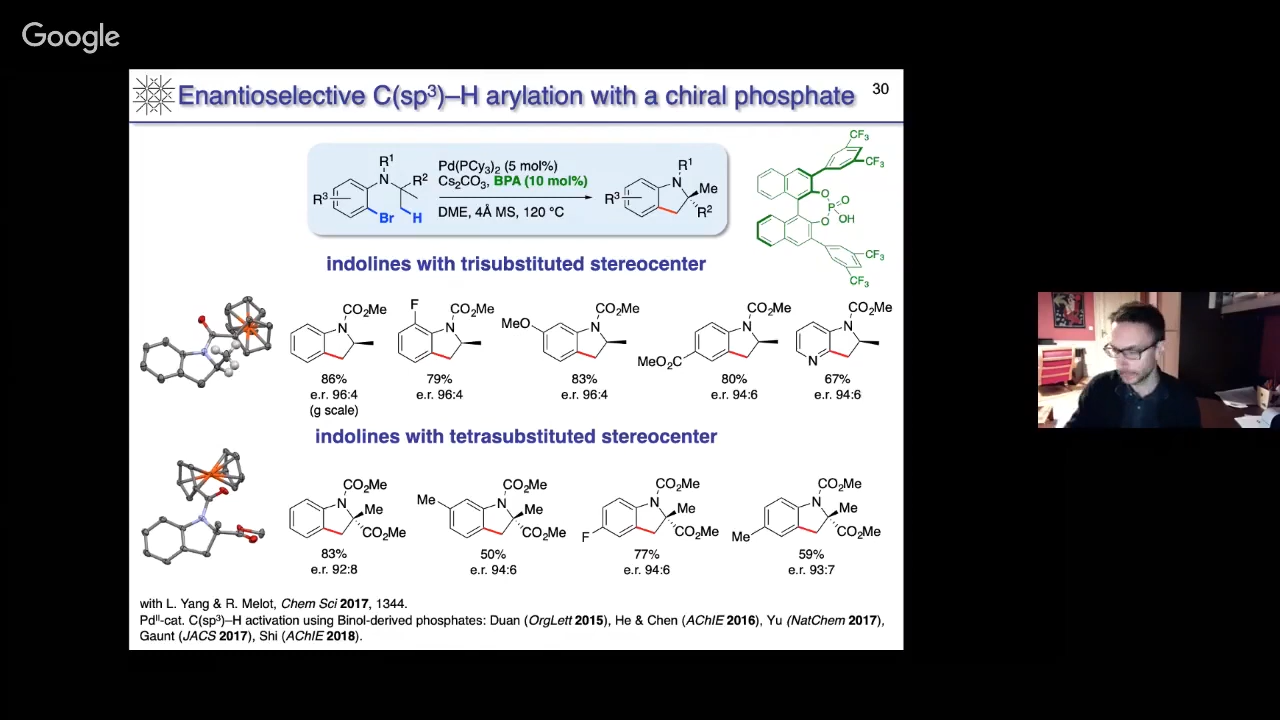 Google
Enantioselective C(sp³)–H arylation with a chiral phosphate
30
R¹
N
R²
R³
Br
H
Pd(PCy₃)₂ (5 mol%)
Cs₂CO₃, BPA (10 mol%)
DME, 4Å MS, 120 °C
R¹
N
Me
R³
R²
CF₃
CF₃
O
O
P
O
OH
CF₃
CF₃
indolines with trisubstituted stereocenter
CO₂Me
N
86%
e.r. 96:4
(g scale)
F
CO₂Me
N
79%
e.r. 96:4
CO₂Me
MeO
N
83%
e.r. 96:4
CO₂Me
N
MeO₂C
80%
e.r. 94:6
CO₂Me
N
N
67%
e.r. 94:6
indolines with tetrasubstituted stereocenter
CO₂Me
N
Me
CO₂Me
83%
e.r. 92:8
CO₂Me
Me
N
Me
CO₂Me
50%
e.r. 94:6
CO₂Me
N
Me
CO₂Me
F
77%
e.r. 94:6
CO₂Me
N
Me
CO₂Me
Me
59%
e.r. 93:7
with L. Yang & R. Melot, Chem Sci 2017, 1344.
Pdᴵᴵ-cat. C(sp³)–H activation using Binol-derived phosphates: Duan (OrgLett 2015), He & Chen (AChIE 2016), Yu (NatChem 2017),
Gaunt (JACS 2017), Shi (AChIE 2018).